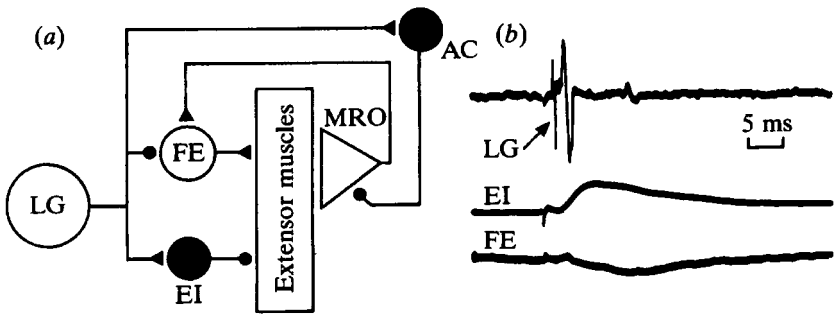 (a)
AC
MRO
FE
LG
Extensor muscles
EI
(b)
LG
5 ms
EI
FE